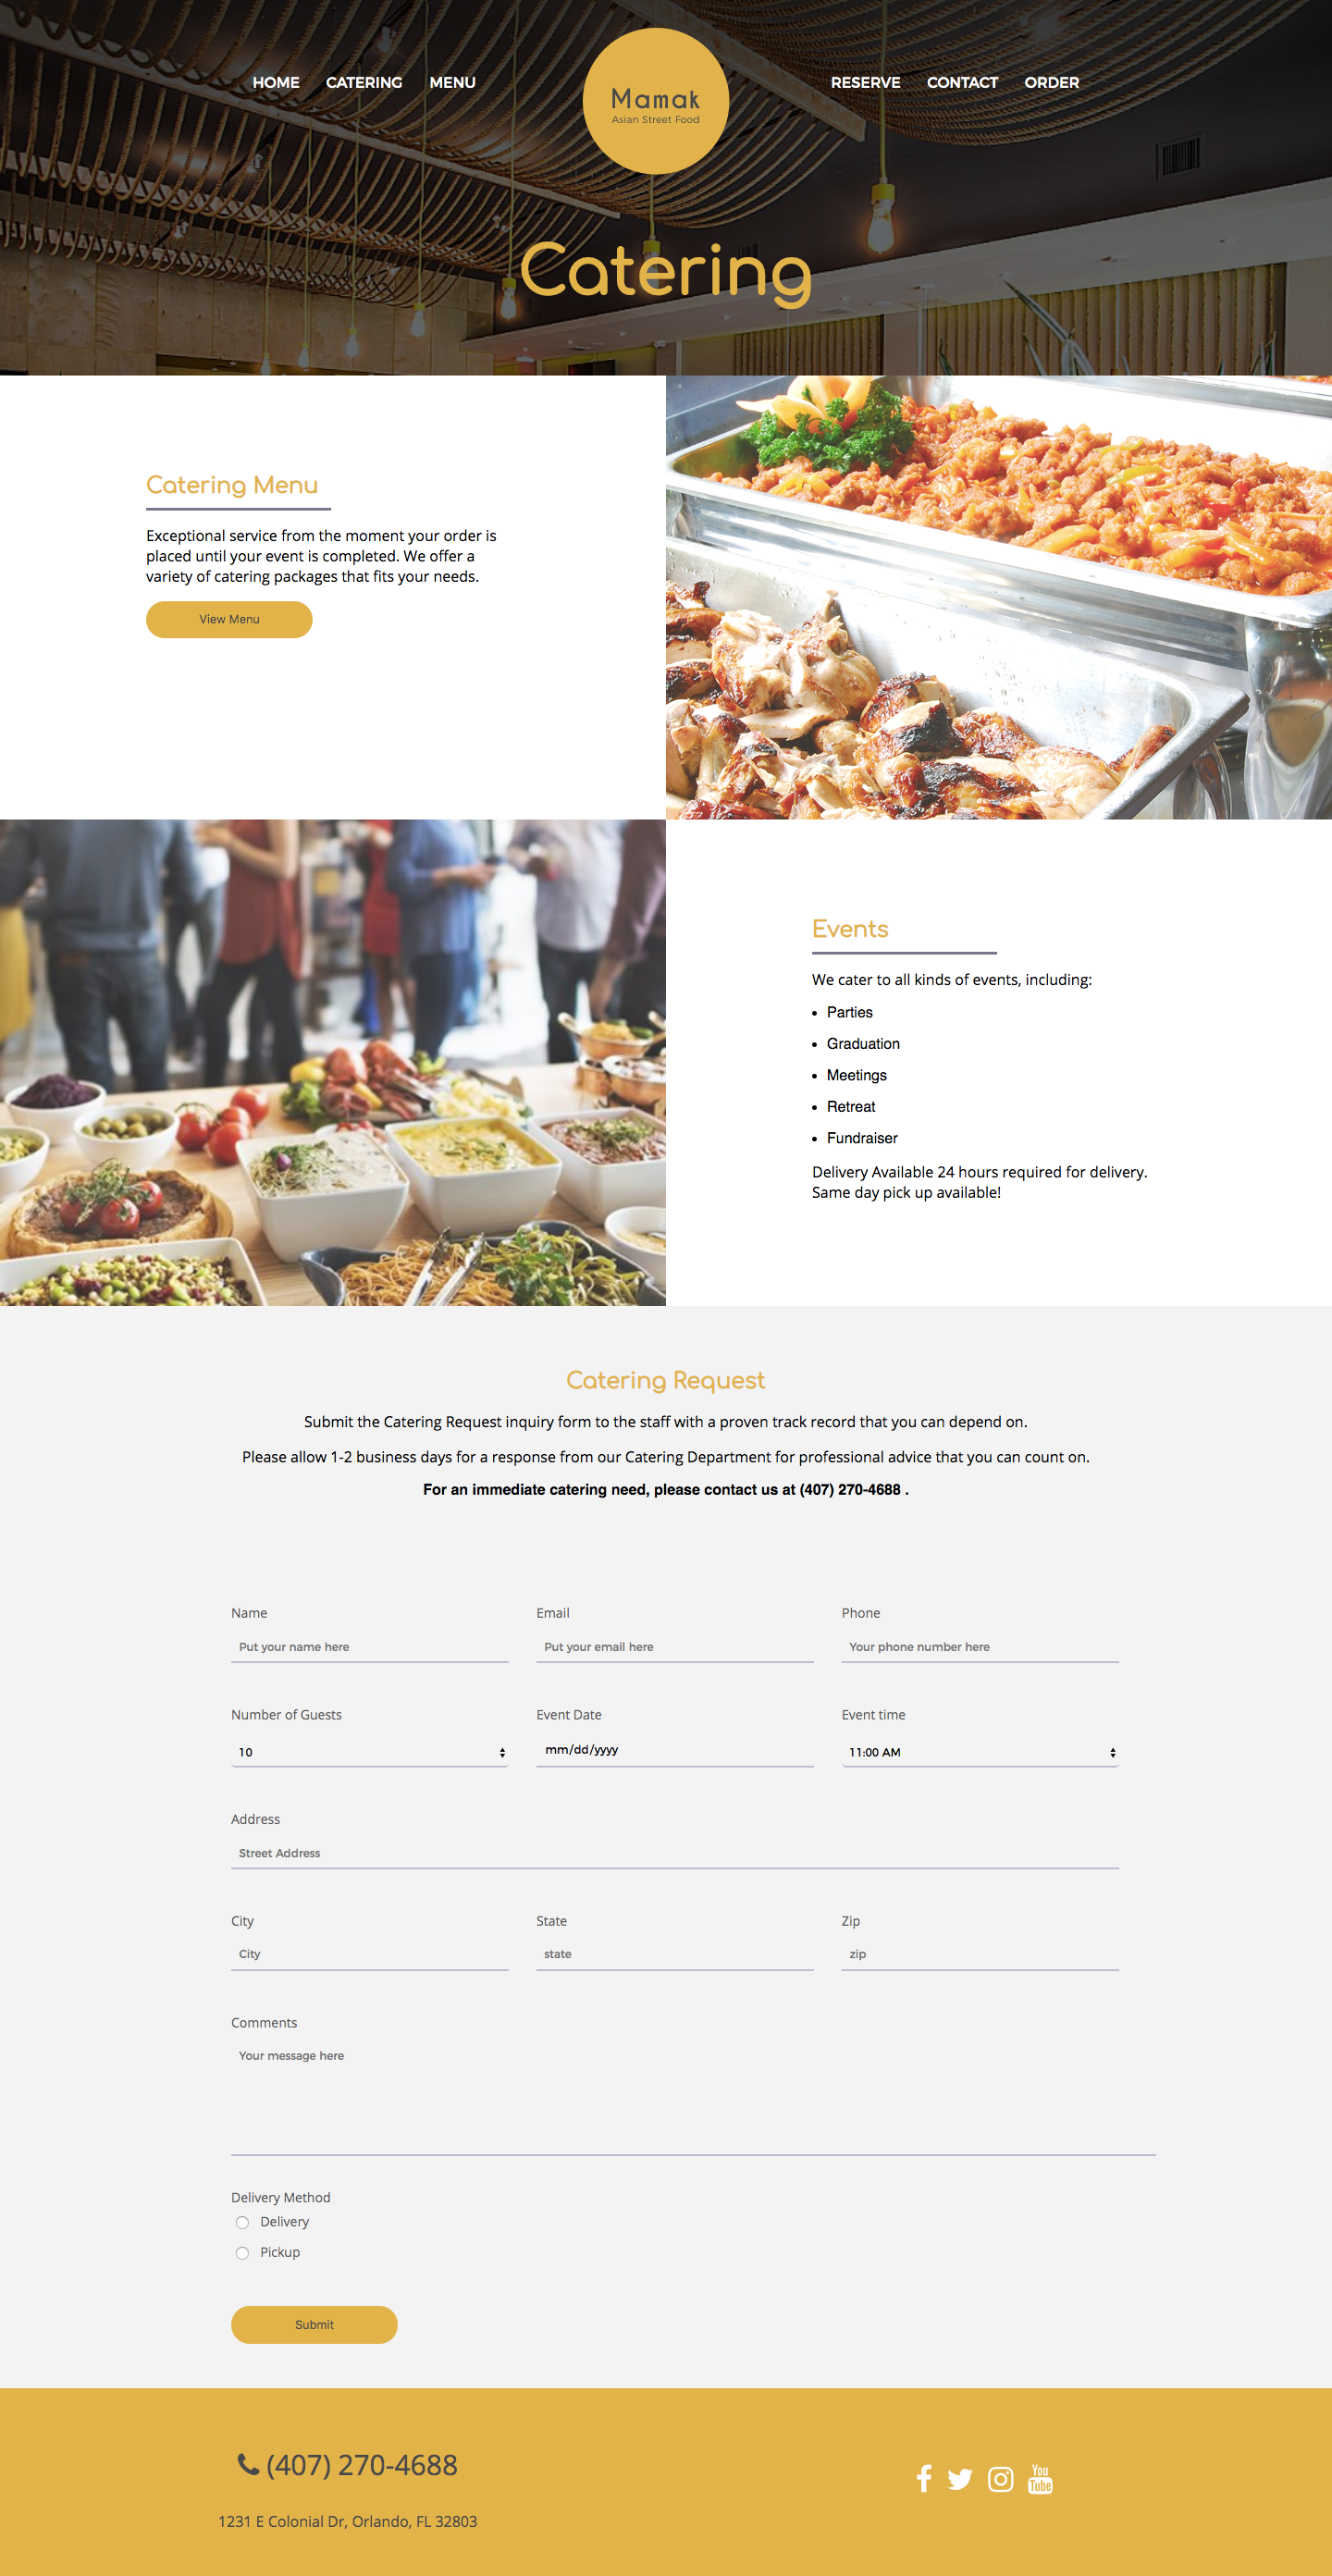 HOME CATERING MENU
Mamak
Asian Street Food
RESERVE CONTACT ORDER
Catering
Catering Menu
Exceptional service from the moment your order is
placed until your event is completed. We offer a
variety of catering packages that fits your needs.
View Menu
Events
We cater to all kinds of events, including:
• Parties
• Graduation
• Meetings
• Retreat
• Fundraiser
Delivery Available 24 hours required for delivery.
Same day pick up available!
Catering Request
Submit the Catering Request inquiry form to the staff with a proven track record that you can depend on.
Please allow 1-2 business days for a response from our Catering Department for professional advice that you can count on.
For an immediate catering need, please contact us at (407) 270-4688 .
Name Email Phone
Put your name here Put your email here Your phone number here
Number of Guests Event Date Event time
10 mm/dd/yyyy 11:00 AM
Address
Street Address
City State Zip
City state zip
Comments
Your message here
Delivery Method
Delivery
Pickup
Submit
(407) 270-4688
You
Tube
1231 E Colonial Dr, Orlando, FL 32803